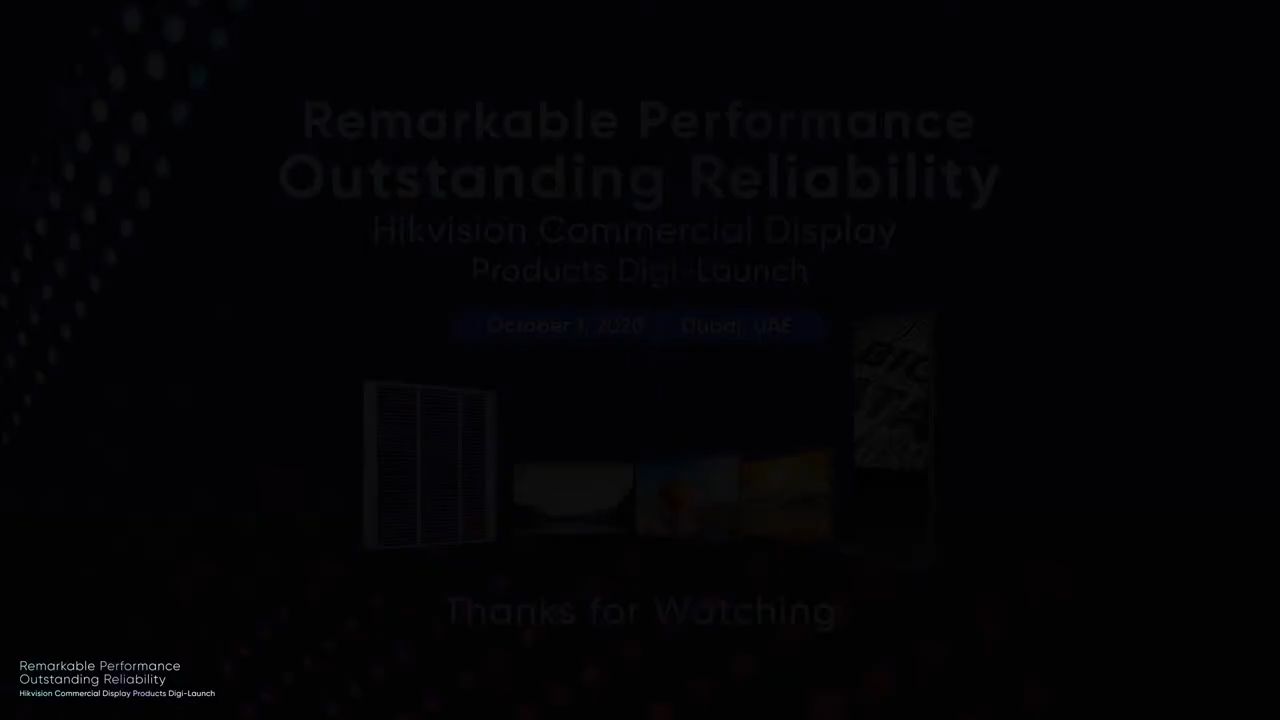 Remarkable Performance
Outstanding Reliability
Hikvision Commercial Display
Products Digi-Launch
October 1, 2020 Dubai, UAE
Thanks for Watching
Remarkable Performance
Outstanding Reliability
Hikvision Commercial Display Products Digi-Launch